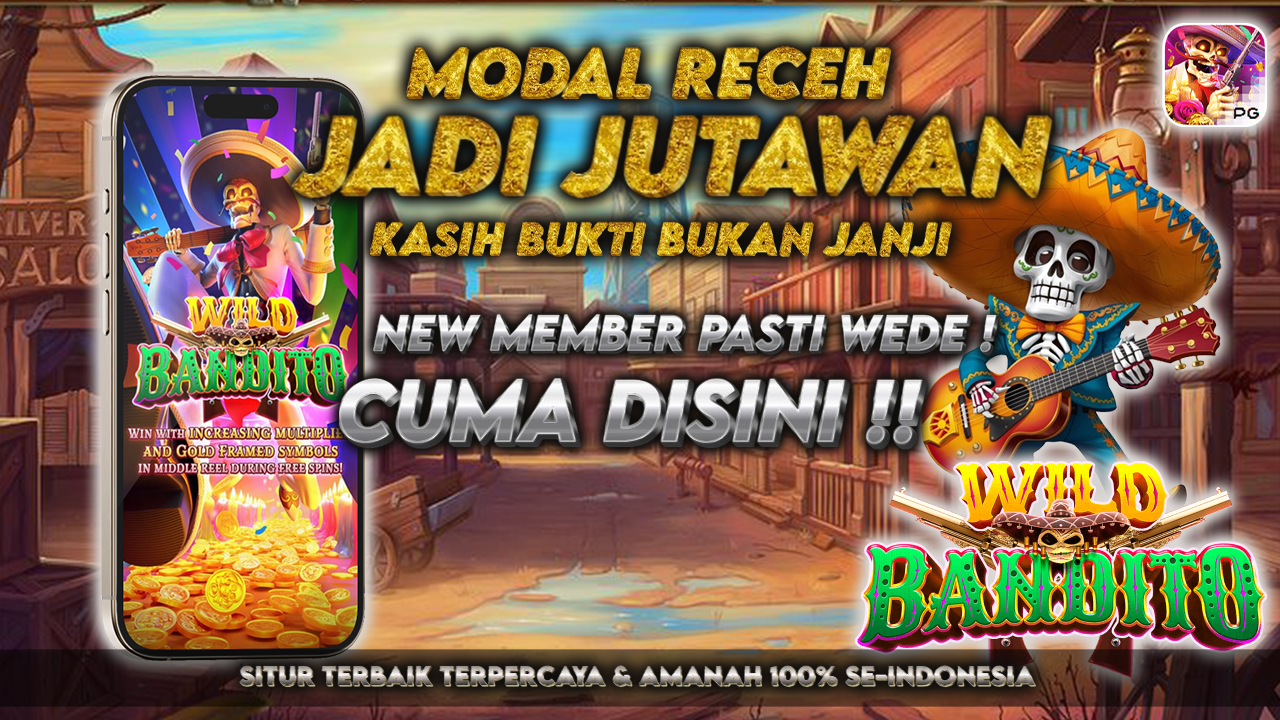 MODAL RECEH
JADI JUTAWAN
KASIH BUKTI BUKAN JANJI
NEW MEMBER PASTI WEDE !
CUMA DISINI !!
PG
SILVER
WILD
BANDITO
WIN WITH INCREASING MULTIPLIE
AND GOLD FRAMED SYMBOLS
IN MIDDLE REEL DURING FREE SPINS!
WILD
BANDITO
SITUR TERBAIK TERPERCAYA & AMANAH 100% SE-INDONESIA